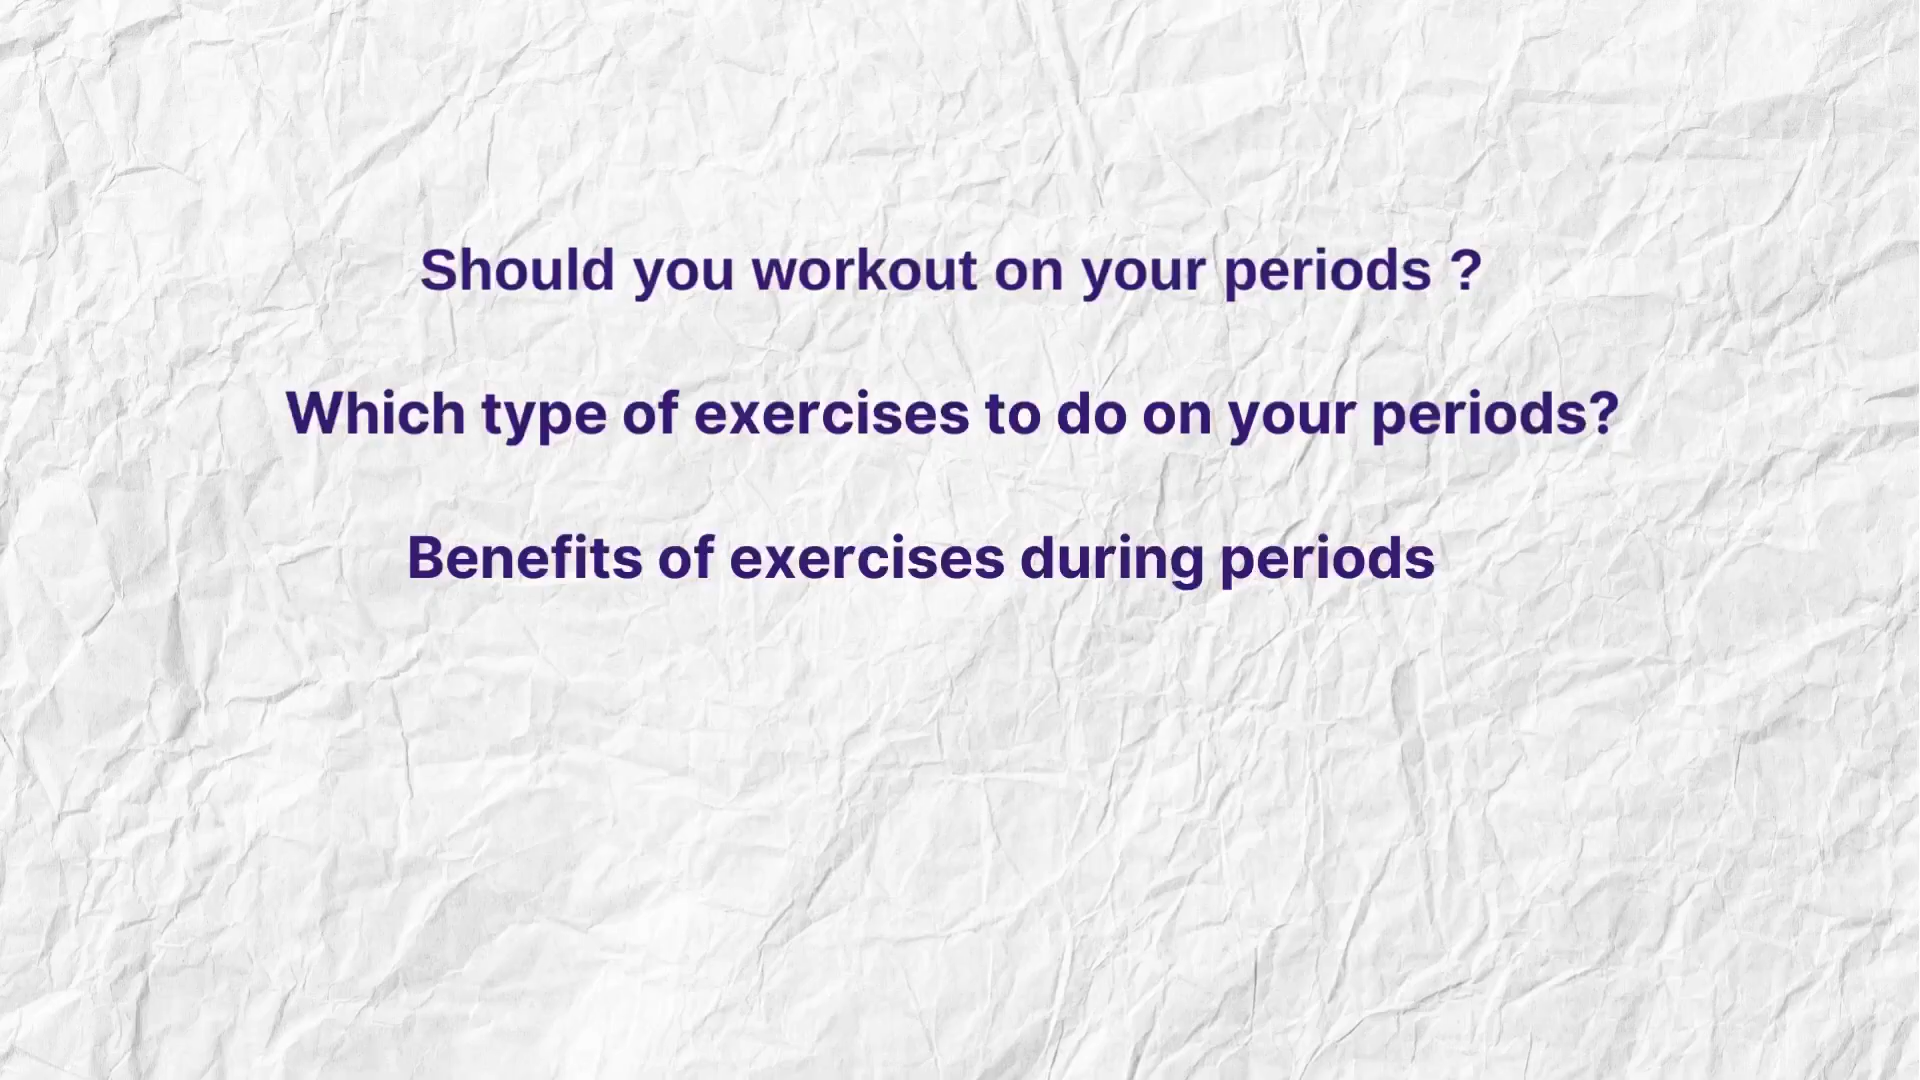 Should you workout on your periods ?
Which type of exercises to do on your periods?
Benefits of exercises during periods